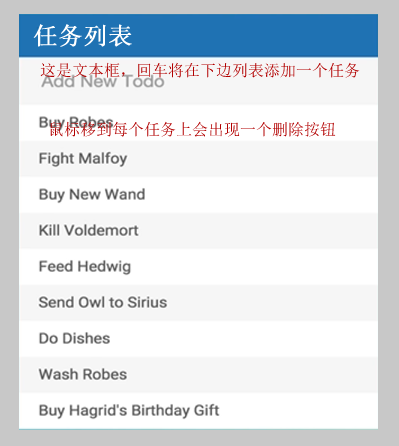 任务列表
这是文本框，回车将在下边列表添加一个任务
Add New Todo
Buy Robes
鼠标移到每个任务上会出现一个删除按钮
Fight Malfoy
Buy New Wand
Kill Voldemort
Feed Hedwig
Send Owl to Sirius
Do Dishes
Wash Robes
Buy Hagrid's Birthday Gift